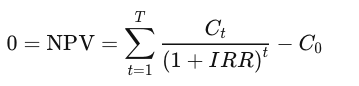 0 = NPV = \sum_{t=1}^{T} \frac{C_t}{(1 + IRR)^t} - C_0